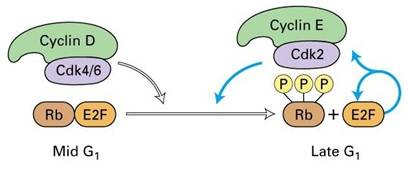 Cyclin D
Cdk4/6
Rb E2F
Mid G1
Cyclin E
Cdk2
P P P
Rb + E2F
Late G1